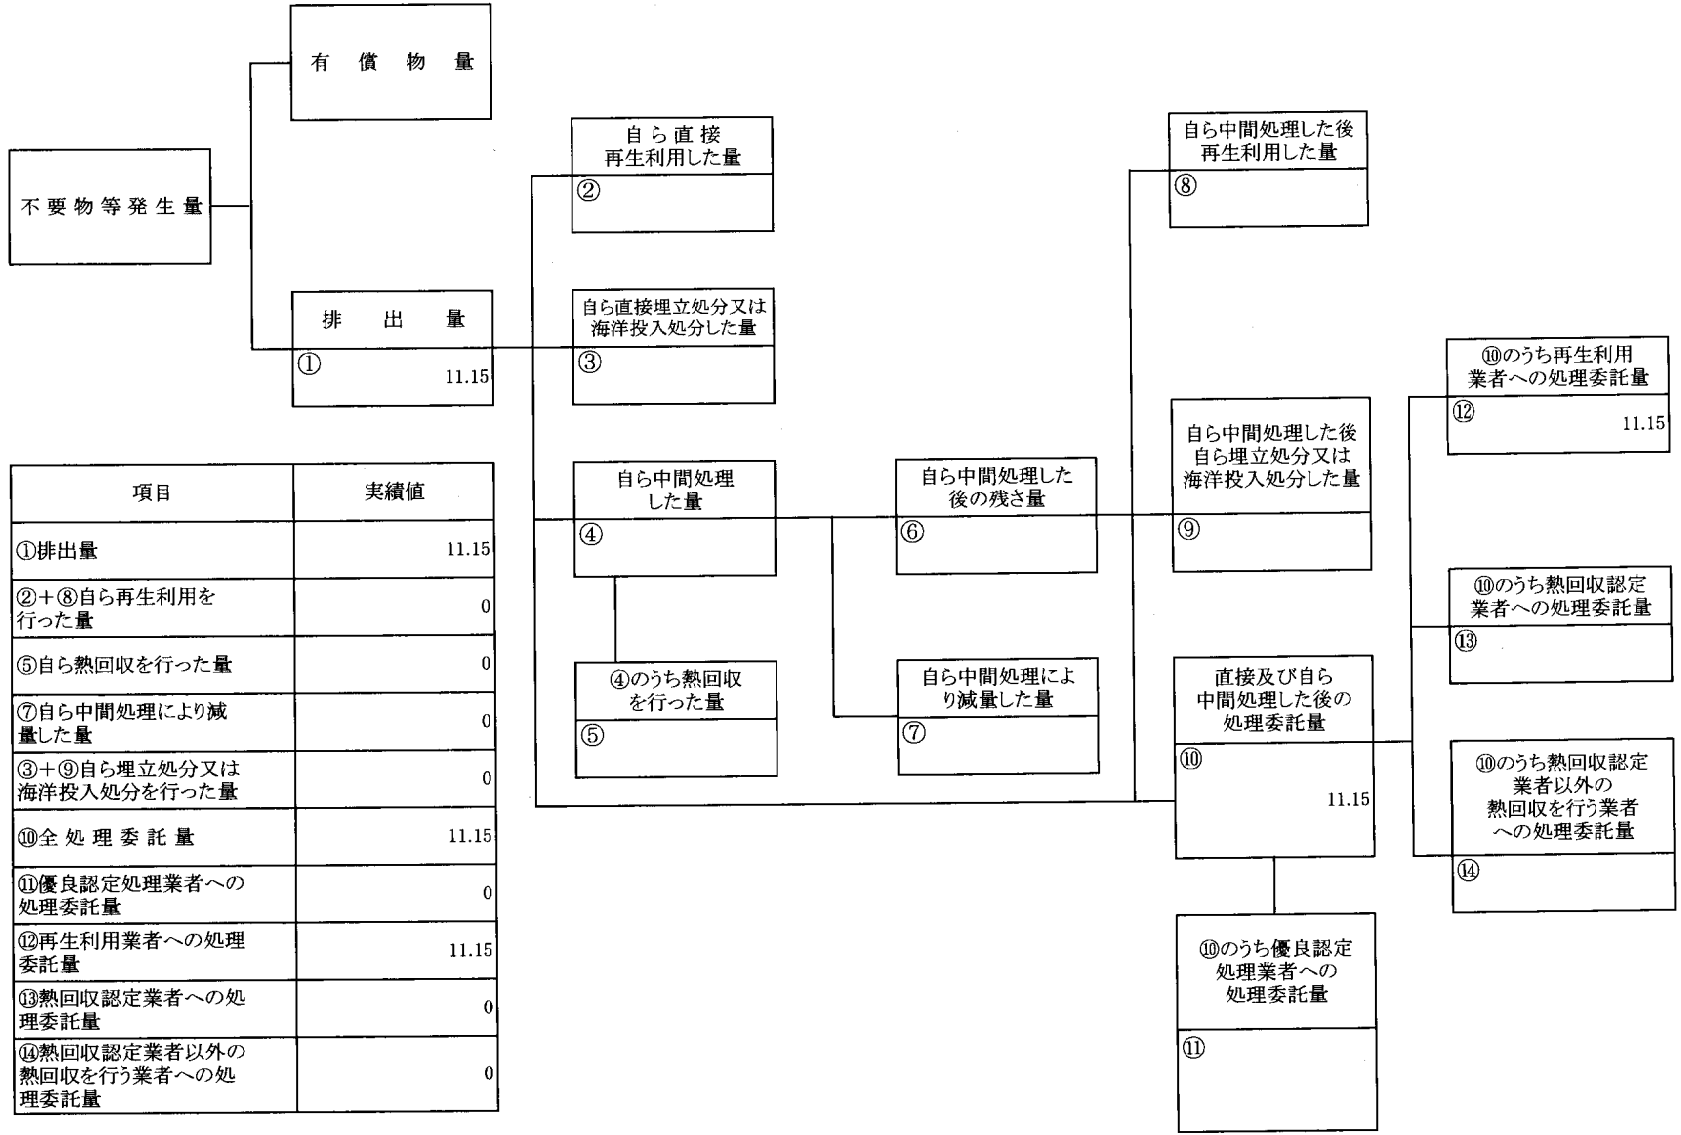 有償物量
不要物等発生量
排出量
①
11.15
自ら直接
再生利用した量
②
自ら直接埋立処分又は
海洋投入処分した量
③
自ら中間処理
した量
④
④のうち熱回収
を行った量
⑤
自ら中間処理した
後の残さ量
⑥
自ら中間処理によ
り減量した量
⑦
自ら中間処理した後
再生利用した量
⑧
自ら中間処理した後
自ら埋立処分又は
海洋投入処分した量
⑨
直接及び自ら
中間処理した後の
処理委託量
⑩
11.15
⑩のうち優良認定
処理業者への
処理委託量
⑪
⑩のうち再生利用
業者への処理委託量
⑫
11.15
⑩のうち熱回収認定
業者への処理委託量
⑬
⑩のうち熱回収認定
業者以外の
熱回収を行う業者
への処理委託量
⑭
項目 実績値
①排出量 11.15
②+⑧自ら再生利用を
行った量 0
⑤自ら熱回収を行った量 0
⑦自ら中間処理により減
量した量 0
③+⑨自ら埋立処分又は
海洋投入処分を行った量 0
⑩全処理委託量 11.15
⑪優良認定処理業者への
処理委託量 0
⑫再生利用業者への処理
委託量 11.15
⑬熱回収認定業者への処
理委託量 0
⑭熱回収認定業者以外の
熱回収を行う業者への処
理委託量 0